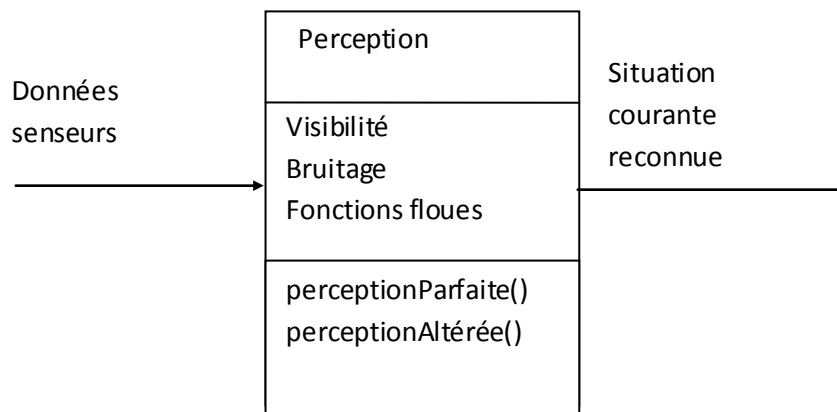 Perception
Données
senseurs
Visibilité
Bruitage
Fonctions floues
perceptionParfaite()
perceptionAltérée()
Situation
courante
reconnue